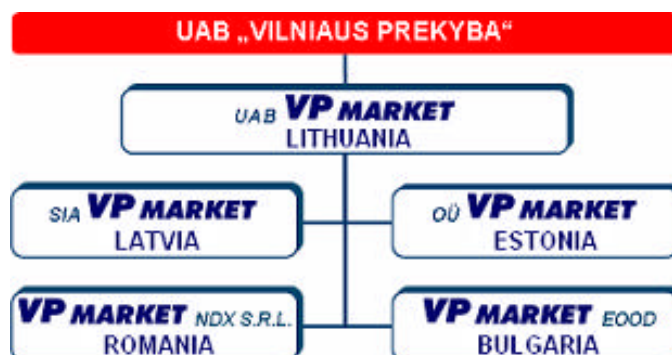 UAB „VILNIAUS PREKYBA“
UAB VP MARKET
LITHUANIA
SIA VP MARKET
LATVIA
OÜ VP MARKET
ESTONIA
VP MARKET NDX S.R.L.
ROMANIA
VP MARKET EOOD
BULGARIA